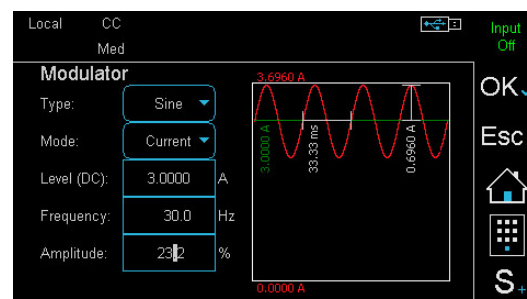 Local CC
Med
Input
Off
Modulator
Type: Sine
Mode: Current
Level (DC): 3.0000 A
Frequency: 30.0 Hz
Amplitude: 23.2 %
3.6960 A
3.0000 A
33.33 ms
0.6960 A
0.0000 A
OK
Esc
S+